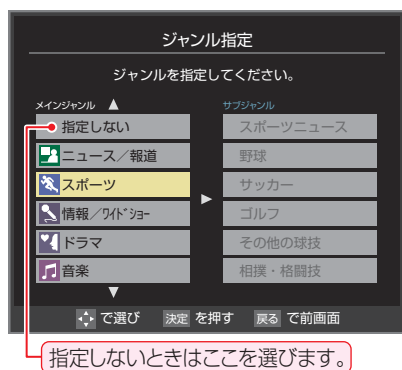 ジャンル指定
ジャンルを指定してください。
メインジャンル ▲ サブジャンル
指定しない スポーツニュース
ニュース／報道 野球
スポーツ サッカー
情報／ワイドショー ゴルフ
ドラマ その他の球技
音楽 相撲・格闘技
で選び 決定 を押す 戻る で前画面
指定しないときはここを選びます。